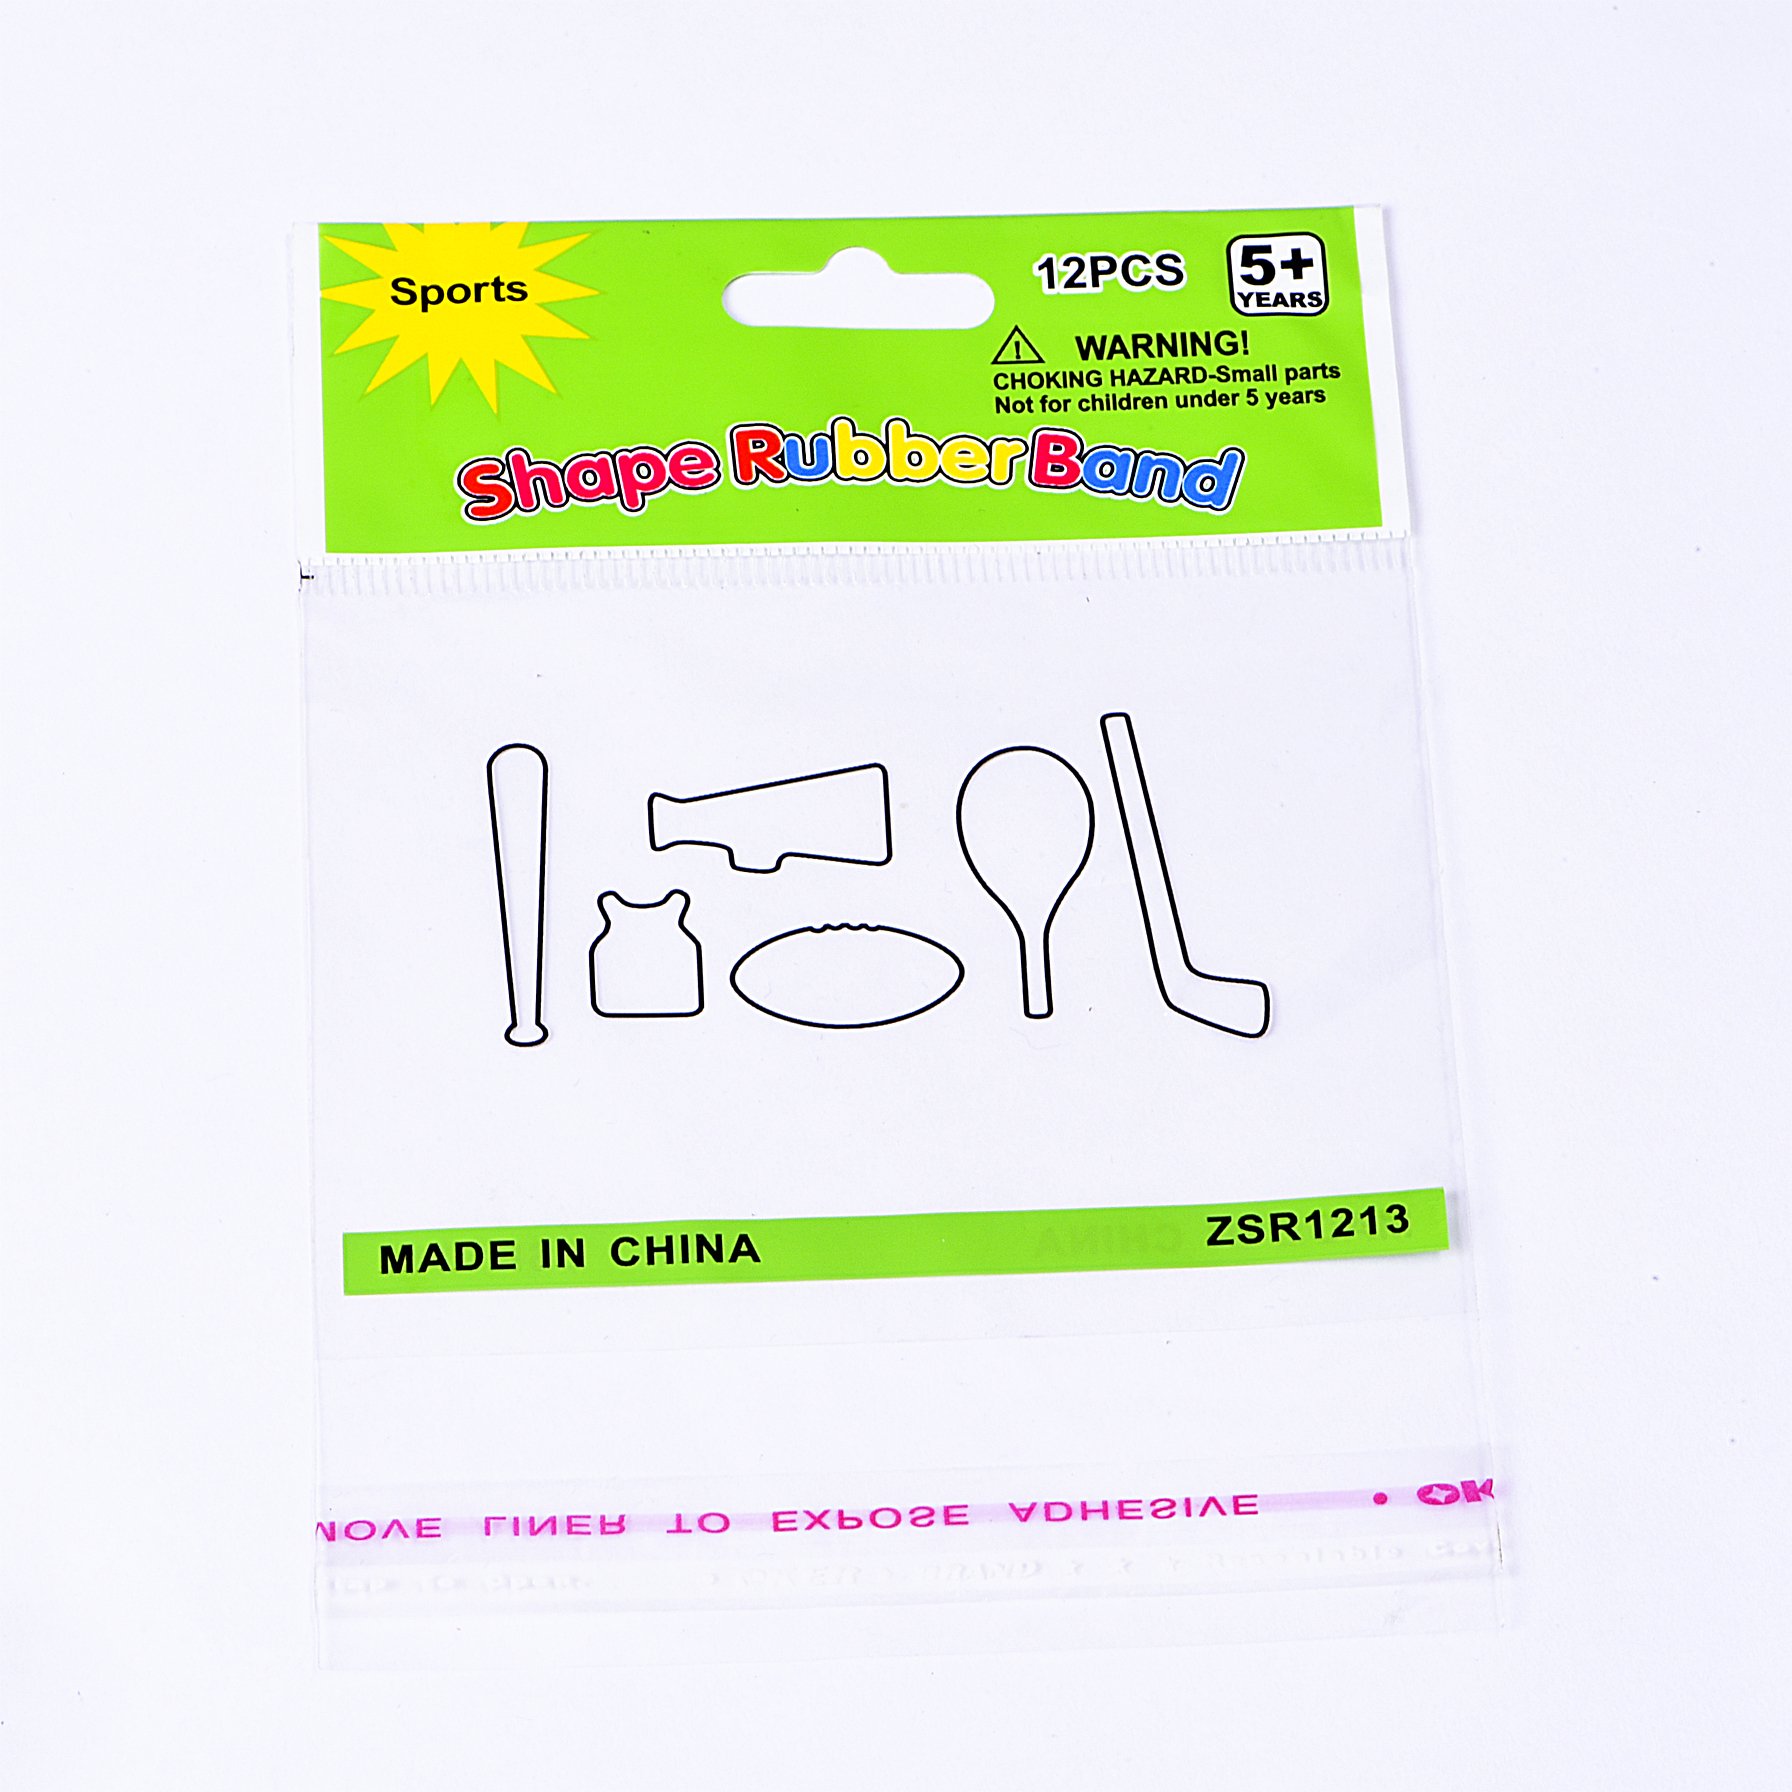 Sports
12PCS
5+
YEARS
WARNING!
CHOKING HAZARD-Small parts
Not for children under 5 years
Shape Rubber Band
MADE IN CHINA
ZSR1213
LINER TO EXPOSE ADHESIVE • OK